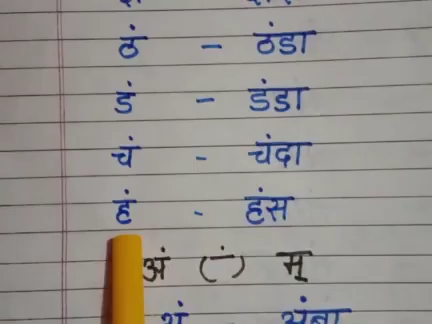 ठं - ठंडा
डं - डंडा
चं - चंदा
हं - हंस
अं (ं) म्